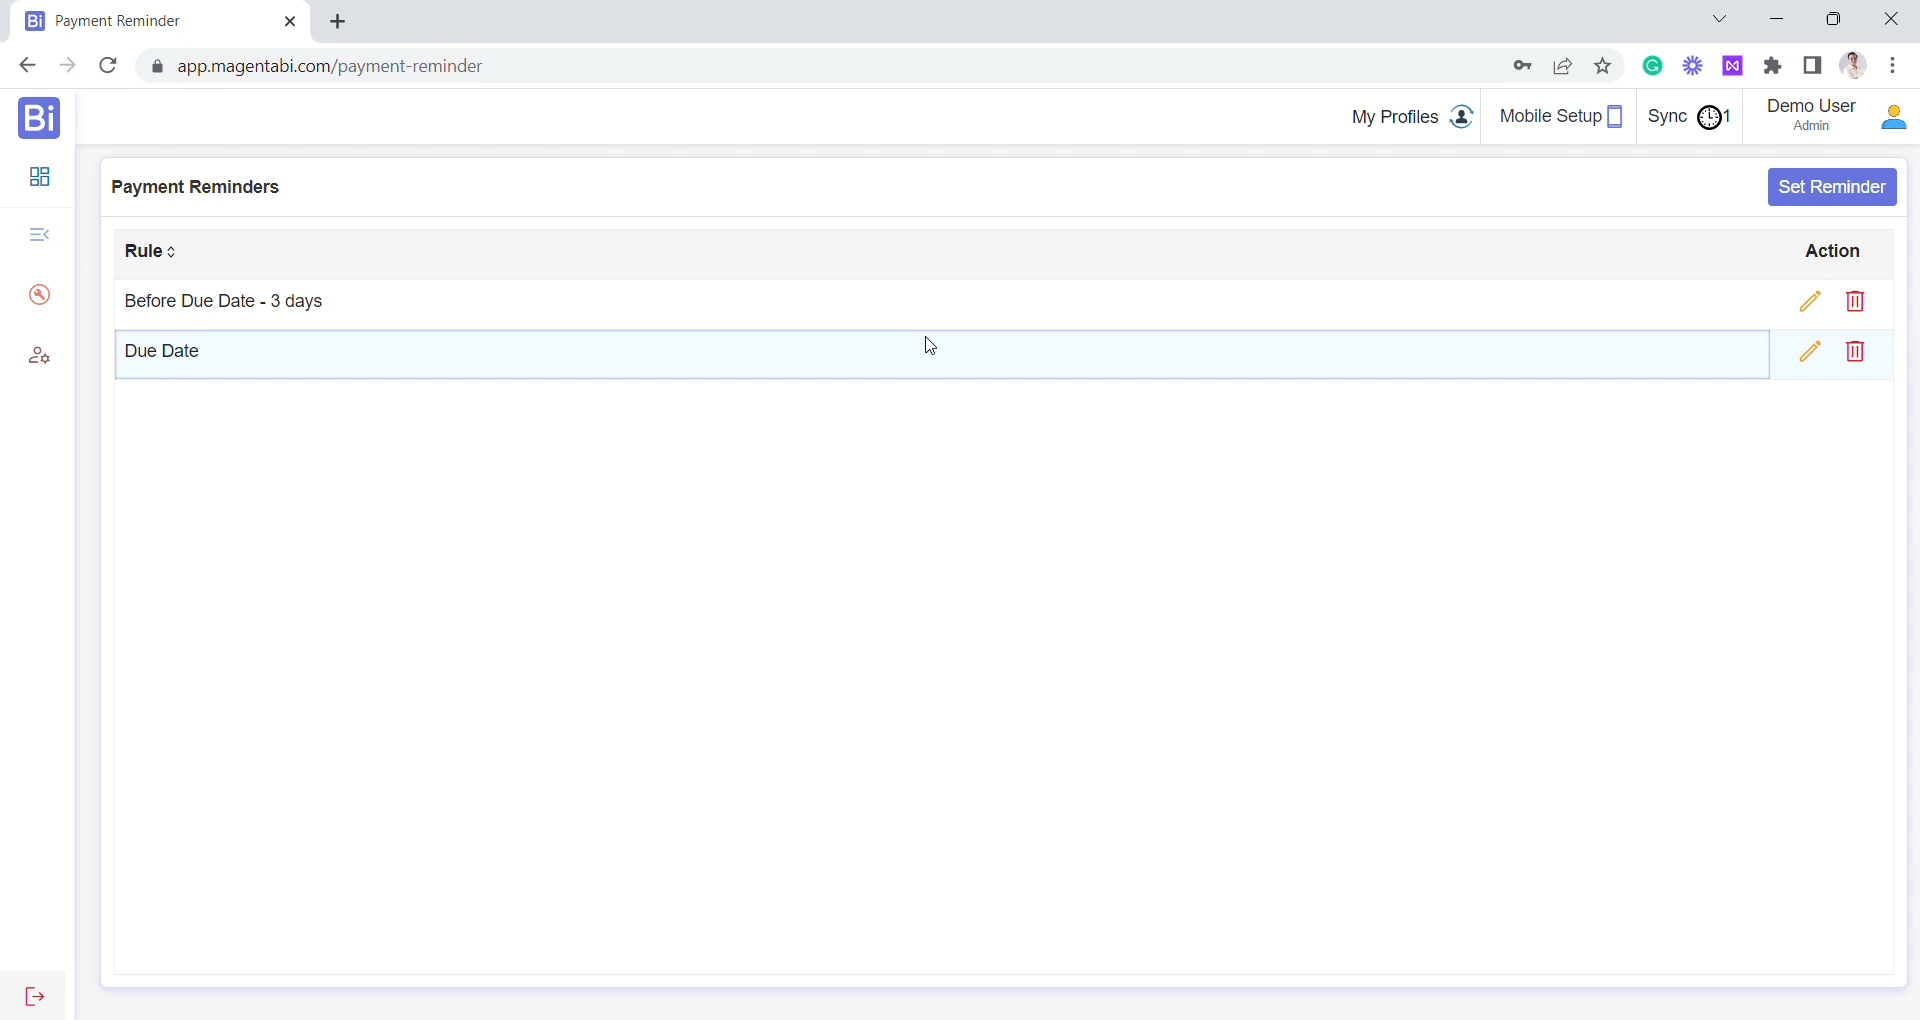 Bi Payment Reminder
app.magentabi.com/payment-reminder
Bi
My Profiles
Mobile Setup
Sync 1
Demo User
Admin
Payment Reminders
Set Reminder
Rule
Action
Before Due Date - 3 days
Due Date